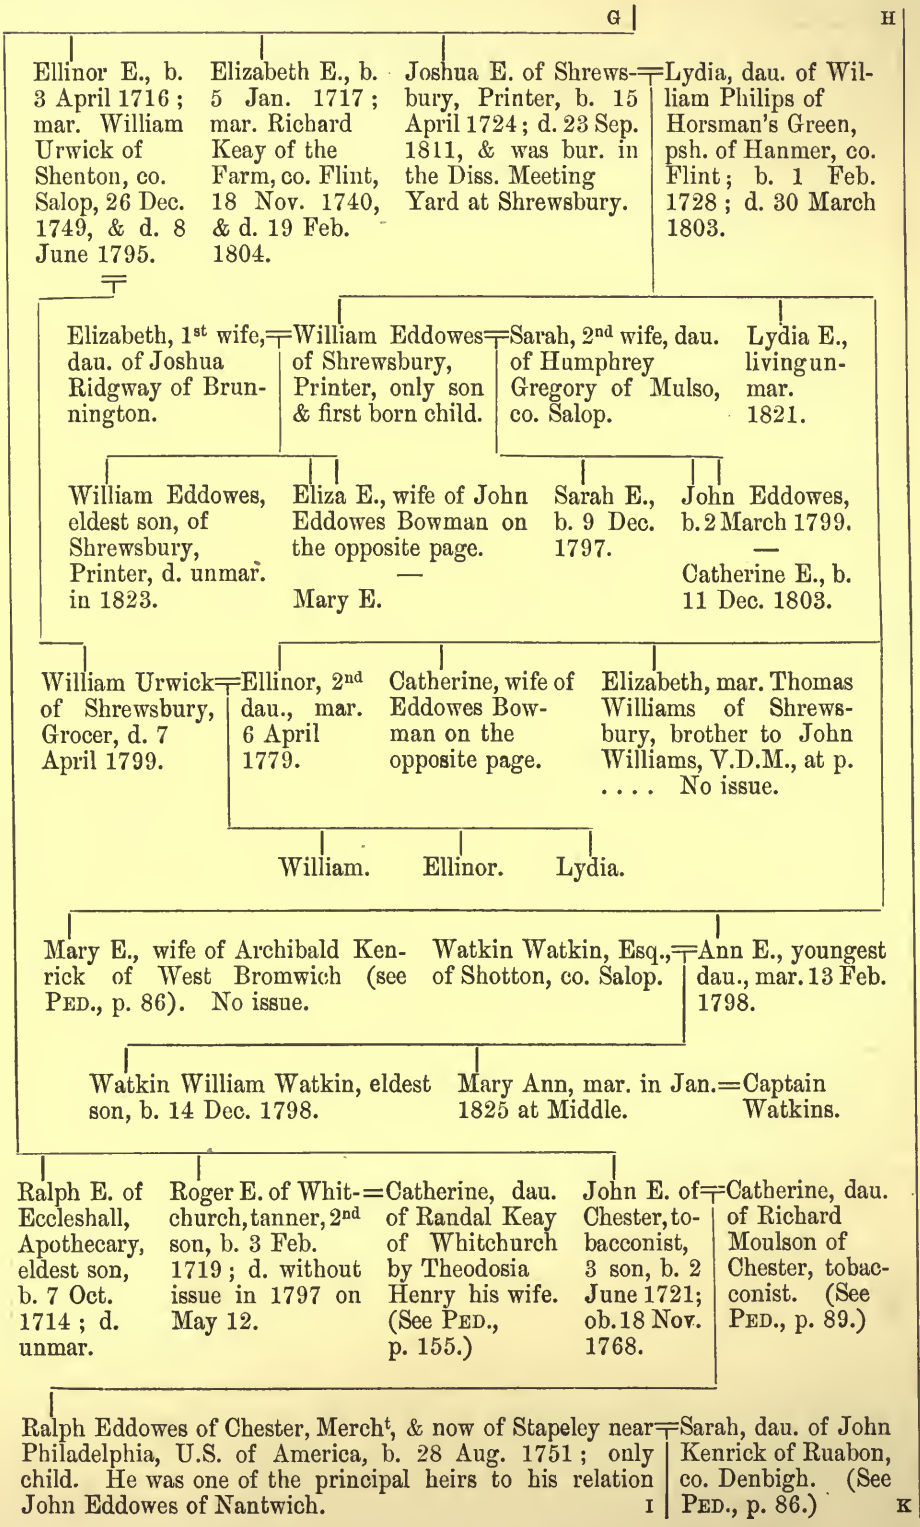 G H
Ellinor E., b.
3 April 1716 ;
mar. William
Urwick of
Shenton, co.
Salop, 26 Dec.
1749, & d. 8
June 1795.
Elizabeth E., b.
5 Jan. 1717 ;
mar. Richard
Keay of the
Farm, co. Flint,
18 Nov. 1740,
& d. 19 Feb.
1804.
Joshua E. of Shrews-
bury, Printer, b. 15
April 1724 ; d. 23 Sep.
1811, & was bur. in
the Diss. Meeting
Yard at Shrewsbury.
Lydia, dau. of Wil-
liam Philips of
Horsman's Green,
psh. of Hanmer, co.
Flint ; b. 1 Feb.
1728 ; d. 30 March
1803.
Elizabeth, 1st wife,
dau. of Joshua
Ridgway of Brun-
nington.
William Eddowes
of Shrewsbury,
Printer, only son
& first born child.
Sarah, 2nd wife, dau.
of Humphrey
Gregory of Mulso,
co. Salop.
Lydia E.,
living un-
mar.
1821.
William Eddowes,
eldest son, of
Shrewsbury,
Printer, d. unmar.
in 1823.
Eliza E., wife of John
Eddowes Bowman on
the opposite page.
—
Mary E.
Sarah E.,
b. 9 Dec.
1797.
John Eddowes,
b. 2 March 1799.
—
Catherine E., b.
11 Dec. 1803.
William Urwick
of Shrewsbury,
Grocer, d. 7
April 1799.
Ellinor, 2nd
dau., mar.
6 April
1779.
Catherine, wife of
Eddowes Bow-
man on the
opposite page.
Elizabeth, mar. Thomas
Williams of Shrews-
bury, brother to John
Williams, V.D.M., at p.
. . . . No issue.
William.
Ellinor.
Lydia.
Mary E., wife of Archibald Ken-
rick of West Bromwich (see
PED., p. 86). No issue.
Watkin Watkin, Esq.,
of Shotton, co. Salop.
Ann E., youngest
dau., mar. 13 Feb.
1798.
Watkin William Watkin, eldest
son, b. 14 Dec. 1798.
Mary Ann, mar. in Jan.
1825 at Middle.
=Captain
Watkins.
Ralph E. of
Eccleshall,
Apothecary,
eldest son,
b. 7 Oct.
1714 ; d.
unmar.
Roger E. of Whit-
church, tanner, 2nd
son, b. 3 Feb.
1719 ; d. without
issue in 1797 on
May 12.
=Catherine, dau.
of Randal Keay
of Whitchurch
by Theodosia
Henry his wife.
(See PED.,
p. 155.)
John E. of
Chester, to-
bacconist,
3 son, b. 2
June 1721;
ob. 18 Nov.
1768.
Catherine, dau.
of Richard
Moulson of
Chester, tobac-
conist. (See
PED., p. 89.)
Ralph Eddowes of Chester, Mercht, & now of Stapeley near
Philadelphia, U.S. of America, b. 28 Aug. 1751 ; only
child. He was one of the principal heirs to his relation
John Eddowes of Nantwich. I
Sarah, dau. of John
Kenrick of Ruabon,
co. Denbigh. (See
PED., p. 86.) K